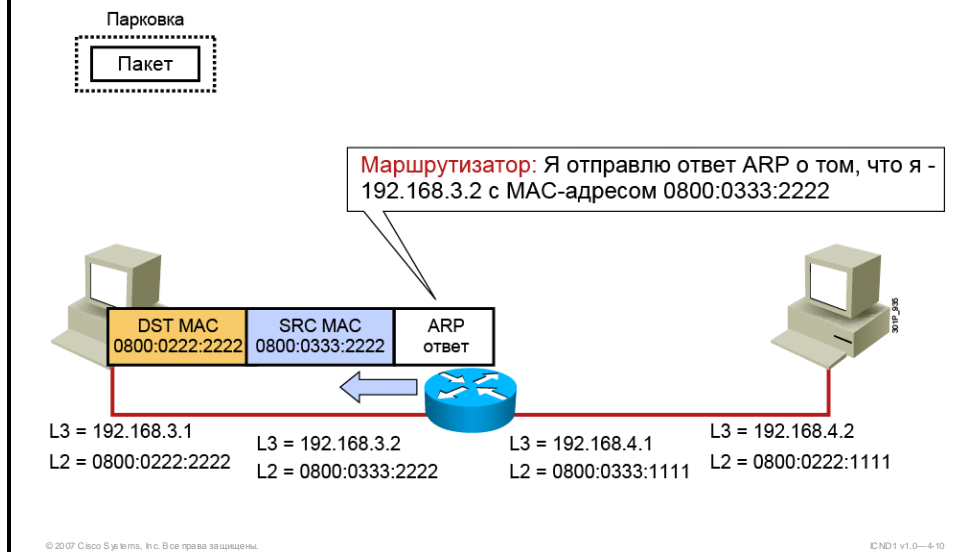 Парковка
Пакет
Маршрутизатор: Я отправлю ответ ARP о том, что я -
192.168.3.2 с MAC-адресом 0800:0333:2222
DST MAC
0800:0222:2222
SRC MAC
0800:0333:2222
ARP
ответ
301P_935
L3 = 192.168.3.1
L2 = 0800:0222:2222
L3 = 192.168.3.2
L2 = 0800:0333:2222
L3 = 192.168.4.1
L2 = 0800:0333:1111
L3 = 192.168.4.2
L2 = 0800:0222:1111
© 2007 Cisco Systems, Inc. Все права защищены.
ICND1 v1.0—4-10